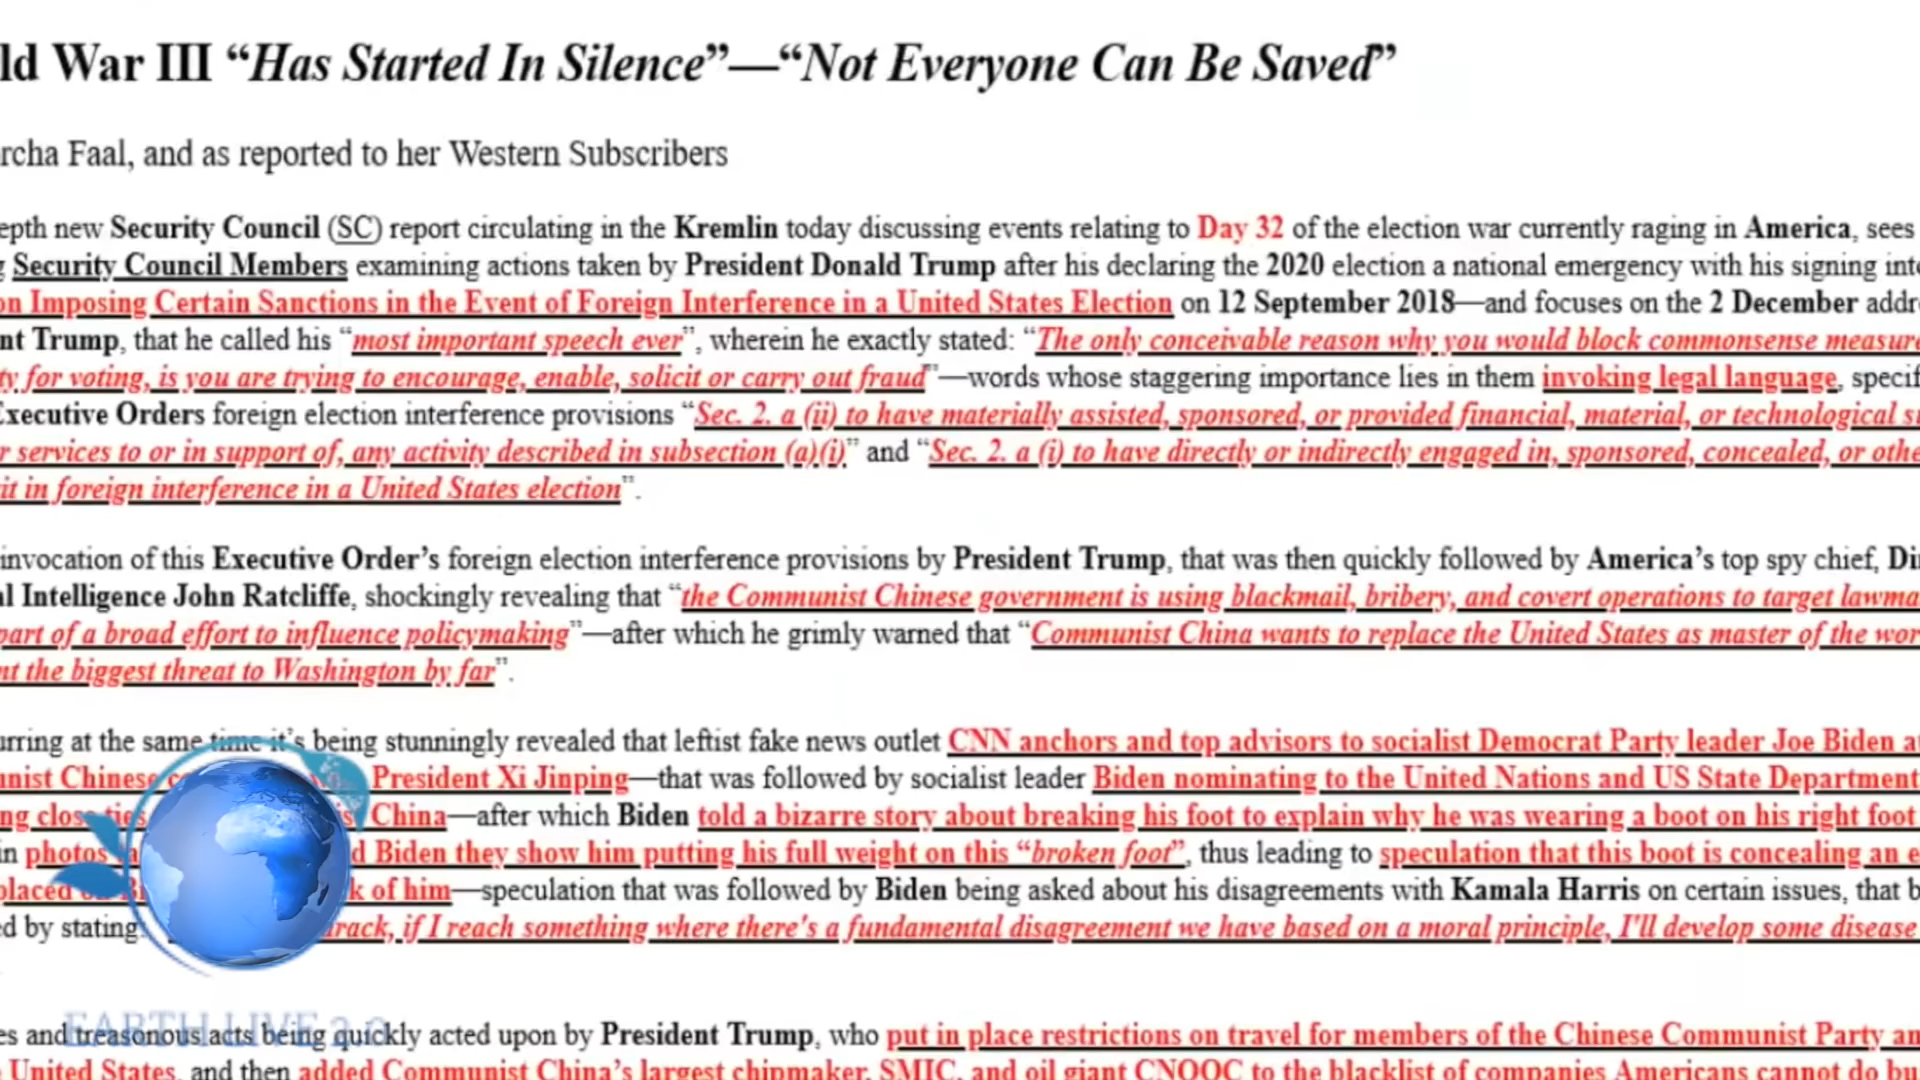 ld War III “Has Started In Silence”—“Not Everyone Can Be Saved”
rcha Faal, and as reported to her Western Subscribers
epth new Security Council (SC) report circulating in the Kremlin today discussing events relating to Day 32 of the election war currently raging in America, sees
Security Council Members examining actions taken by President Donald Trump after his declaring the 2020 election a national emergency with his signing int
on Imposing Certain Sanctions in the Event of Foreign Interference in a United States Election on 12 September 2018—and focuses on the 2 December addr
nt Trump, that he called his “most important speech ever”, wherein he exactly stated: “The only conceivable reason why you would block commonsense measure
ty for voting, is you are trying to encourage, enable, solicit or carry out fraud”—words whose staggering importance lies in them invoking legal language, specif
Executive Orders foreign election interference provisions “Sec. 2. a (ii) to have materially assisted, sponsored, or provided financial, material, or technological s
r services to or in support of, any activity described in subsection (a)(i)” and “Sec. 2. a (i) to have directly or indirectly engaged in, sponsored, concealed, or othe
it in foreign interference in a United States election”.
invocation of this Executive Order’s foreign election interference provisions by President Trump, that was then quickly followed by America’s top spy chief, Di
l Intelligence John Ratcliffe, shockingly revealing that “the Communist Chinese government is using blackmail, bribery, and covert operations to target lawma
part of a broad effort to influence policymaking”—after which he grimly warned that “Communist China wants to replace the United States as master of the wor
nt the biggest threat to Washington by far”.
urring at the same time it’s being stunningly revealed that leftist fake news outlet CNN anchors and top advisors to socialist Democrat Party leader Joe Biden at
unist Chinese President Xi Jinping—that was followed by socialist leader Biden nominating to the United Nations and US State Department
ng close ties China—after which Biden told a bizarre story about breaking his foot to explain why he was wearing a boot on his right foot
in photos d Biden they show him putting his full weight on this “broken foot”, thus leading to speculation that this boot is concealing an e
placed k of him—speculation that was followed by Biden being asked about his disagreements with Kamala Harris on certain issues, that b
ed by stating: rack, if I reach something where there's a fundamental disagreement we have based on a moral principle, I'll develop some disease
EARTH LIVE 2.0
es and treasonous acts being quickly acted upon by President Trump, who put in place restrictions on travel for members of the Chinese Communist Party an
United States, and then added Communist China’s largest chipmaker, SMIC, and oil giant CNOOC to the blacklist of companies Americans cannot do bu